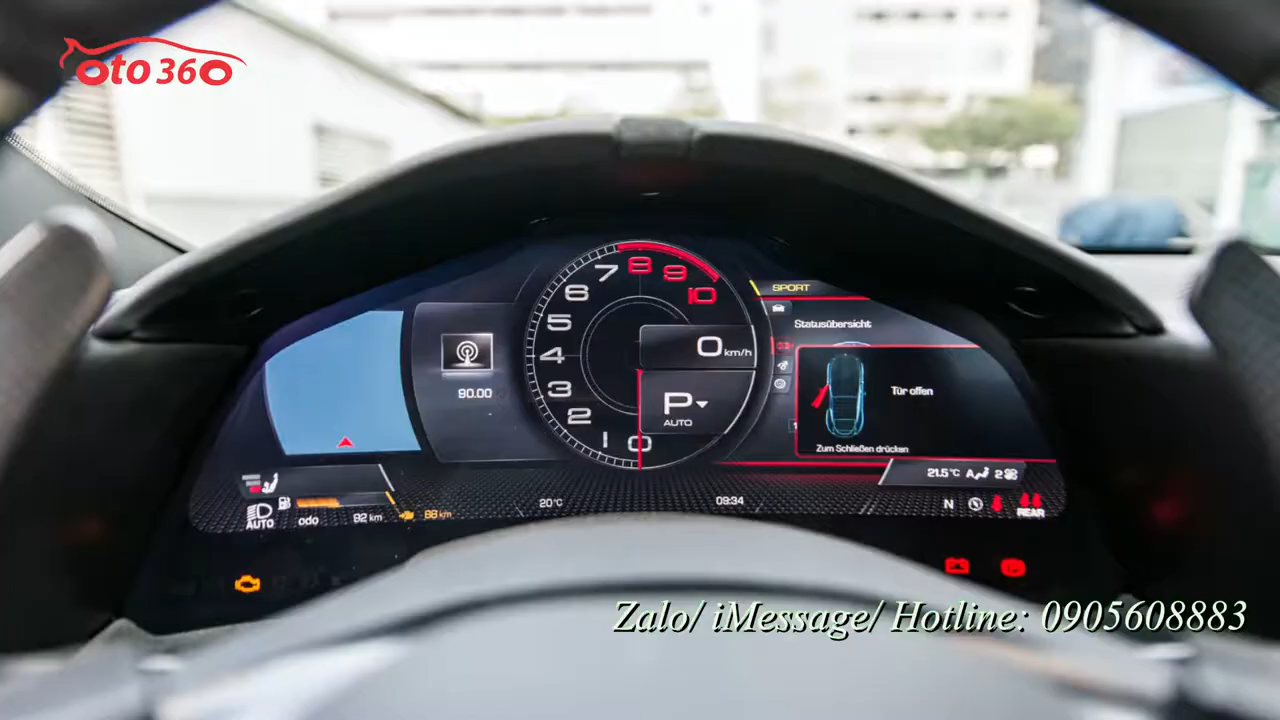 oto 360
SPORT
Statusübersicht
Tür offen
Zum Schließen drücken
90.00
10
9
8
7
6
5
4
3
2
1
0
0 km/h
P
AUTO
21.5°C A 2
AUTO
odo 92 km
88 km
20°C
09:34
N
REAR
Zalo/ iMessage/ Hotline: 0905608883